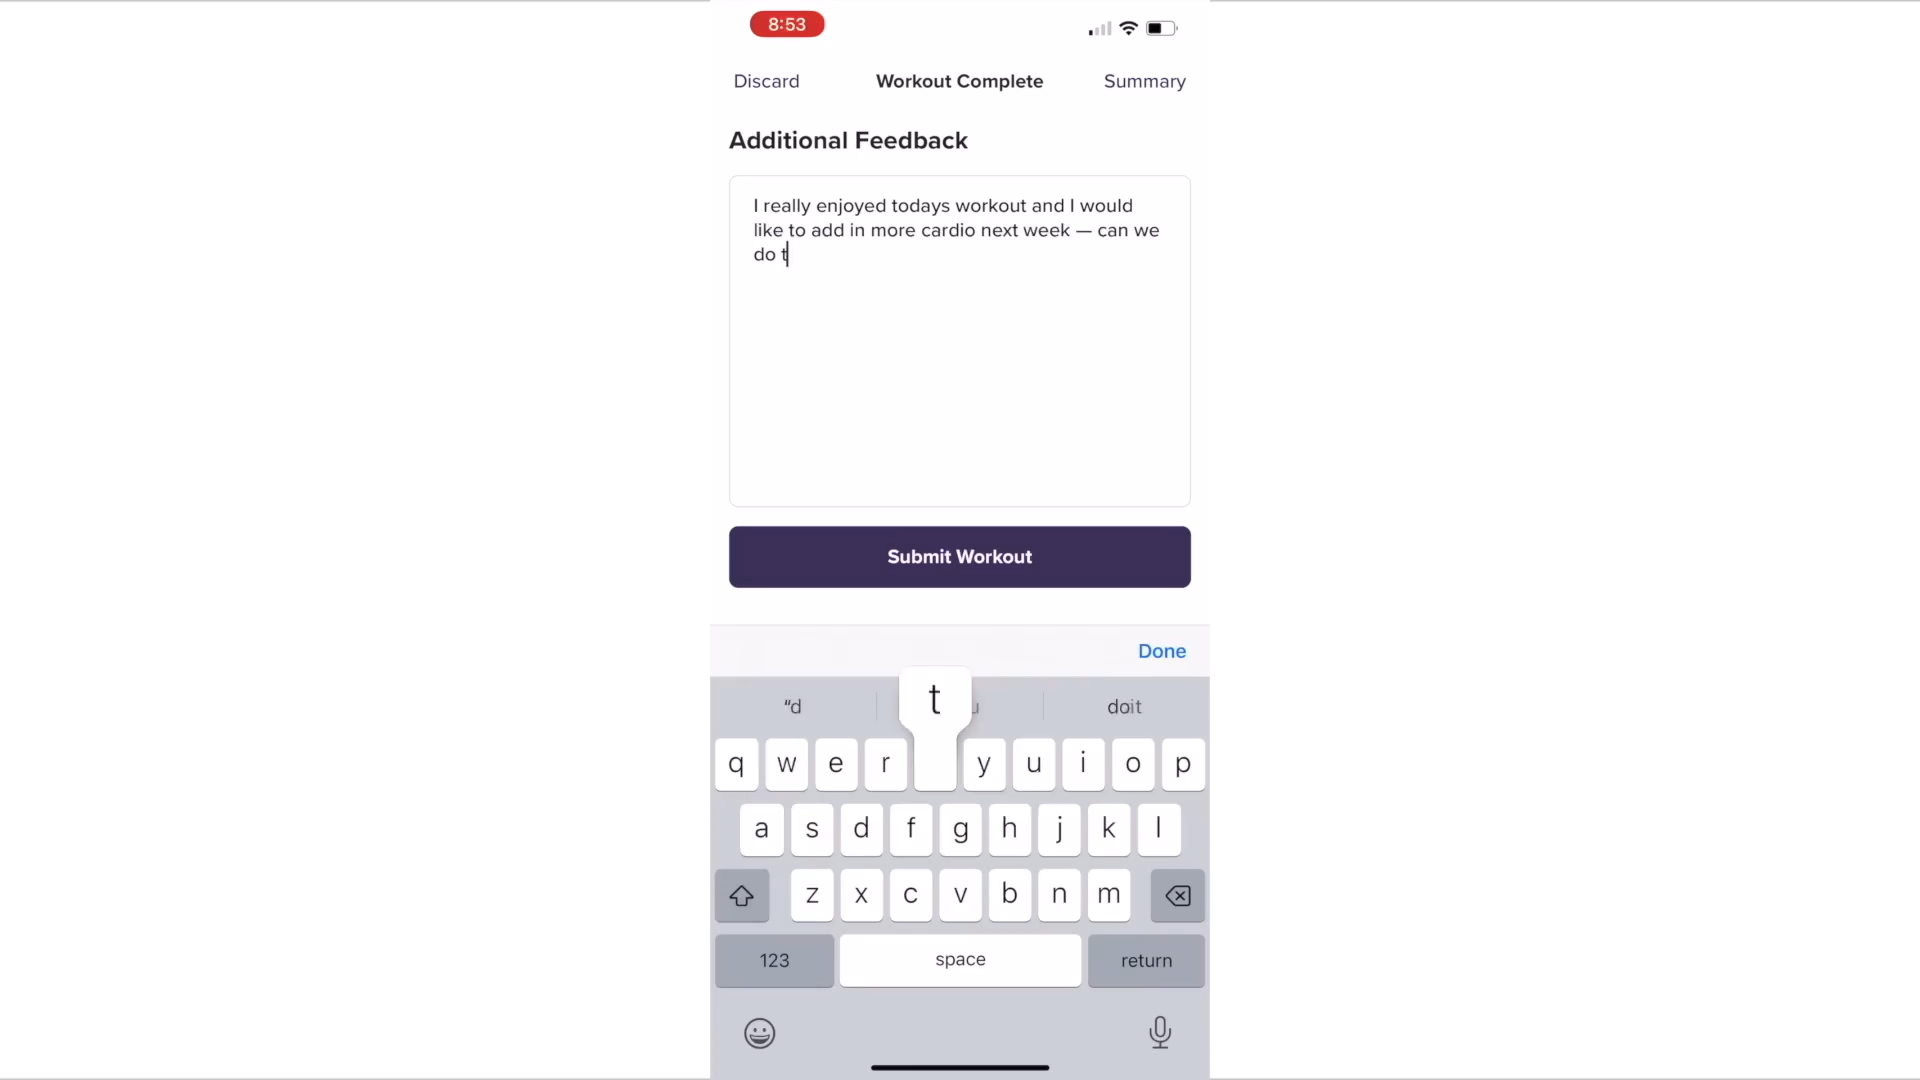 8:53
Discard Workout Complete Summary
Additional Feedback
I really enjoyed todays workout and I would
like to add in more cardio next week — can we
do t
Submit Workout
Done
“d u doit
t
q w e r y u i o p
a s d f g h j k l
z x c v b n m
123 space return